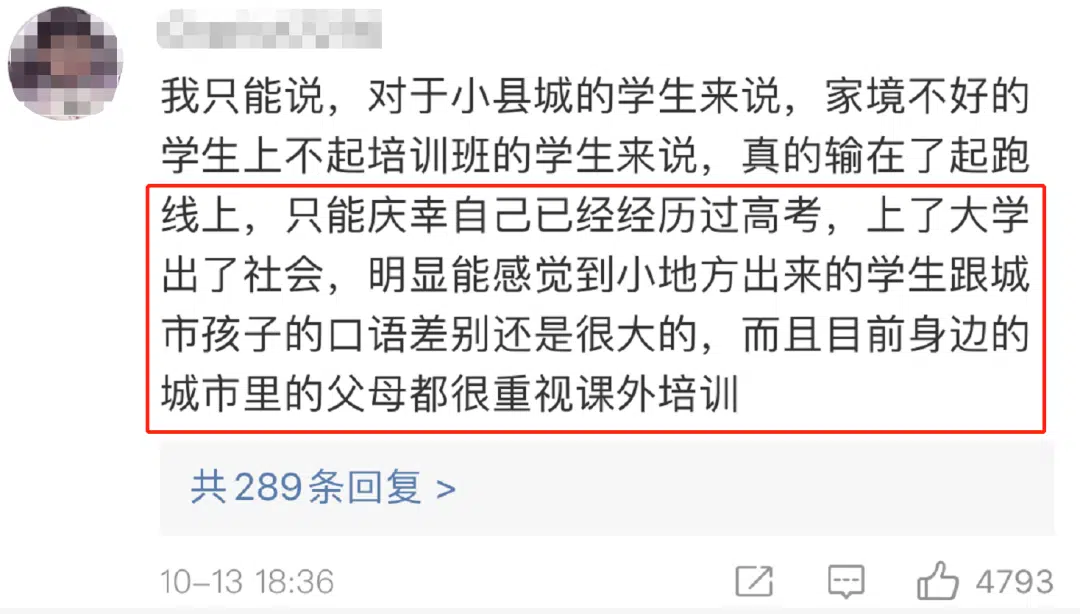 我只能说，对于小县城的学生来说，家境不好的
学生上不起培训班的学生来说，真的输在了起跑
线上，只能庆幸自己已经经历过高考，上了大学
出了社会，明显能感觉到小地方出来的学生跟城
市孩子的口语差别还是很大的，而且目前身边的
城市里的父母都很重视课外培训
共289条回复 >
10-13 18:36
4793